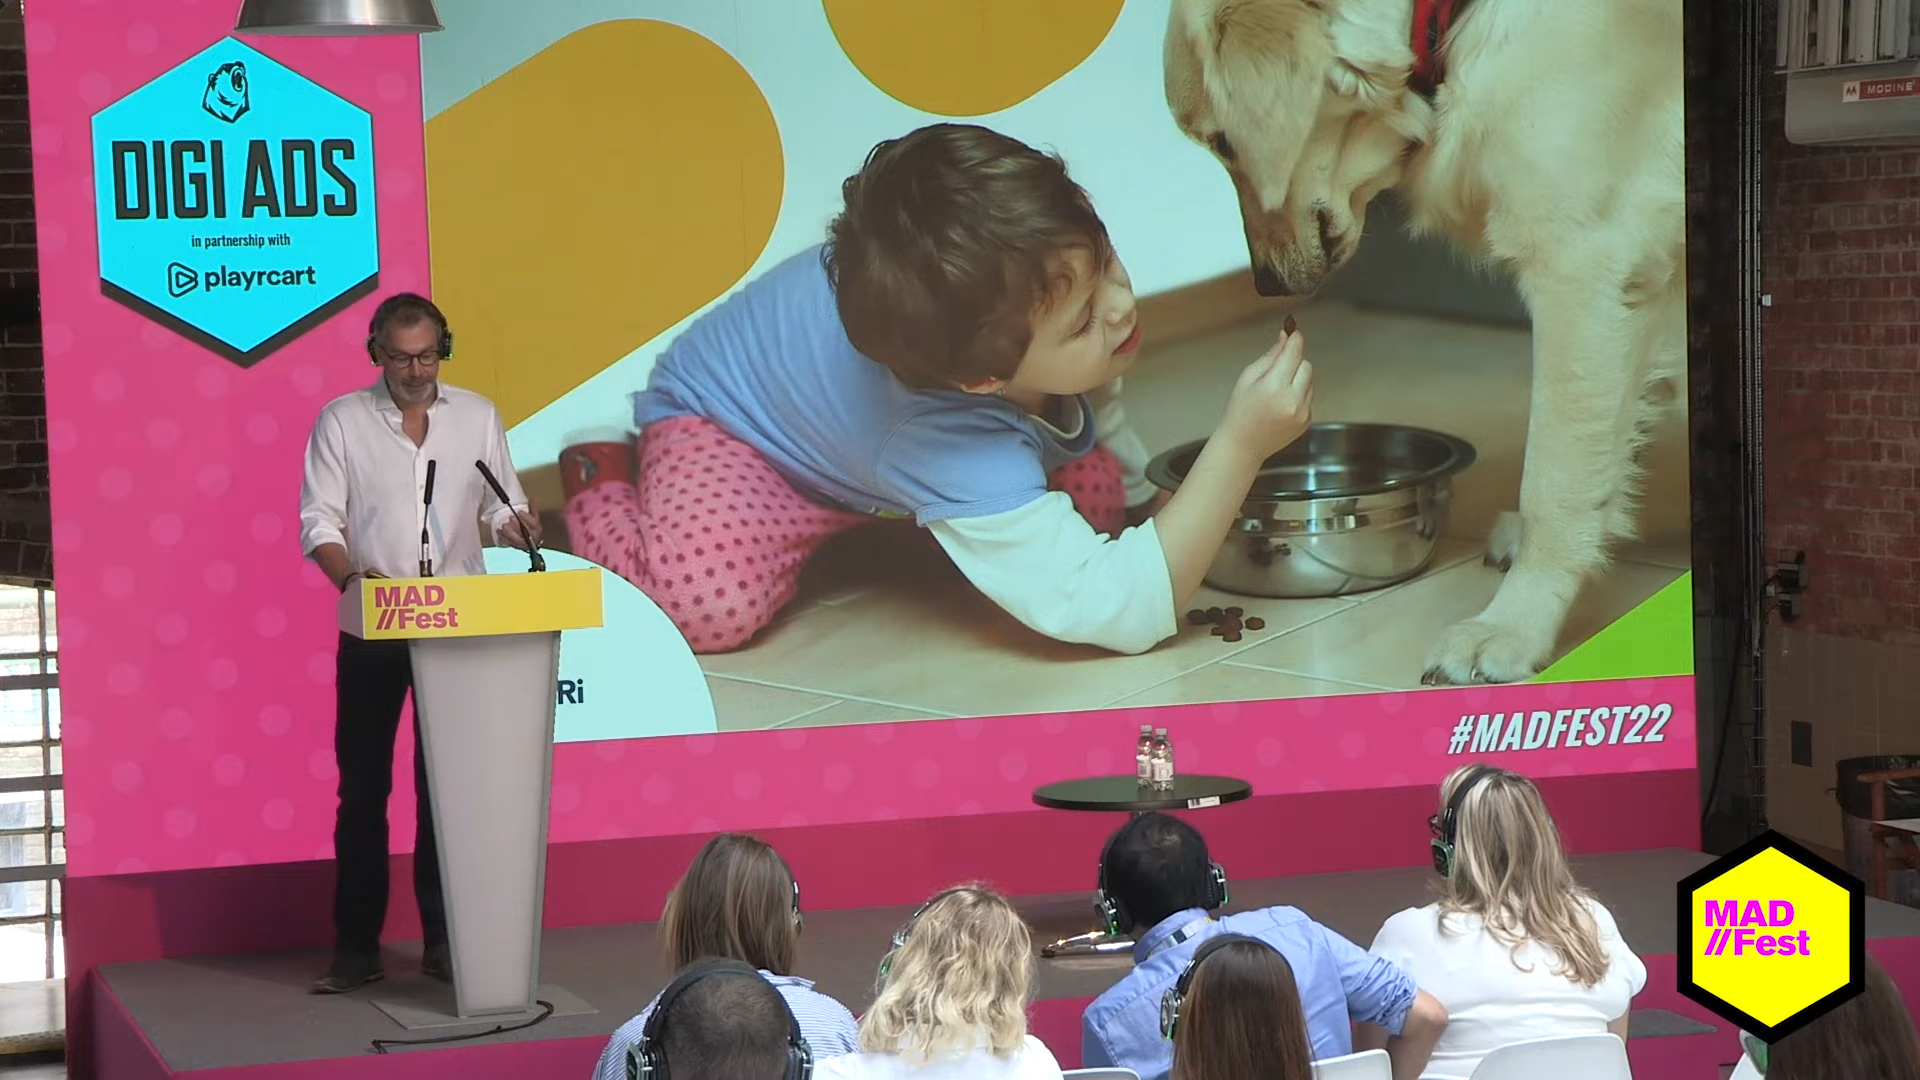 DIGI ADS
in partnership with
playrcart
MODINE
MAD
//Fest
Ri
#MADFEST22
MAD
//Fest